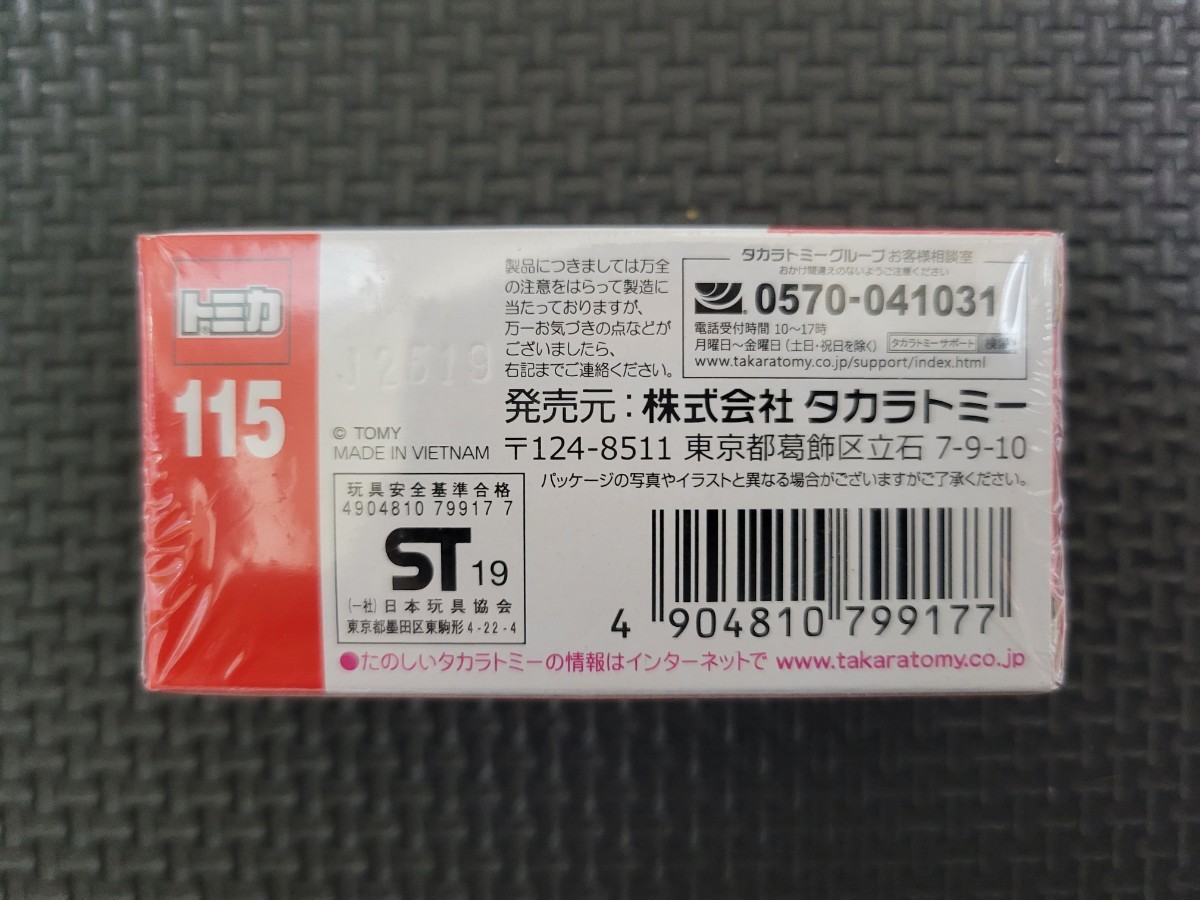 トミカ
115
© TOMY
MADE IN VIETNAM
製品につきましては万全
の注意をはらって製造に
当たっておりますが、
万一お気づきの点などが
ございましたら、
右記までご連絡ください。
タカラトミーグループ お客様相談室
おかけ間違えのないようご注意ください
0570-041031
電話受付時間 10〜17時
月曜日〜金曜日 (土日・祝日を除く) タカラトミーサポート
www.takaratomy.co.jp/support/index.html
発売元：株式会社 タカラトミー
〒124-8511 東京都葛飾区立石 7-9-10
パッケージの写真やイラストと異なる場合がございますがご了承ください。
玩具安全基準合格
4904810 79917 7
ST 19
(一社) 日本玩具協会
東京都墨田区東駒形 4-22-4
4 904810 799177
●たのしいタカラトミーの情報はインターネットで www.takaratomy.co.jp